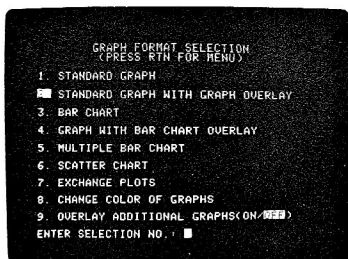 GRAPH FORMAT SELECTION
(PRESS RTN FOR MENU)
1. STANDARD GRAPH
STANDARD GRAPH WITH GRAPH OVERLAY
3. BAR CHART
4. GRAPH WITH BAR CHART OVERLAY
5. MULTIPLE BAR CHART
6. SCATTER CHART
7. EXCHANGE PLOTS
8. CHANGE COLOR OF GRAPHS
9. OVERLAY ADDITIONAL GRAPHS(ON/OFF)
ENTER SELECTION NO.: